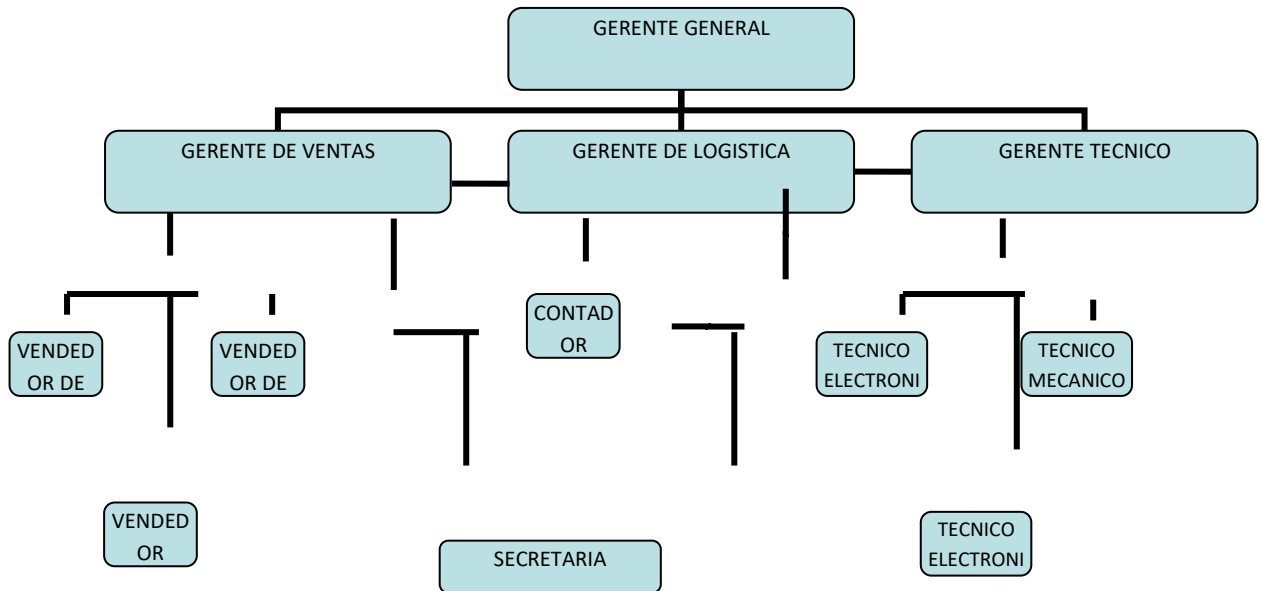 GERENTE GENERAL
GERENTE DE VENTAS
GERENTE DE LOGISTICA
GERENTE TECNICO
CONTAD
OR
VENDED
OR DE
VENDED
OR DE
TECNICO
ELECTRONI
TECNICO
MECANICO
VENDED
OR
TECNICO
ELECTRONI
SECRETARIA